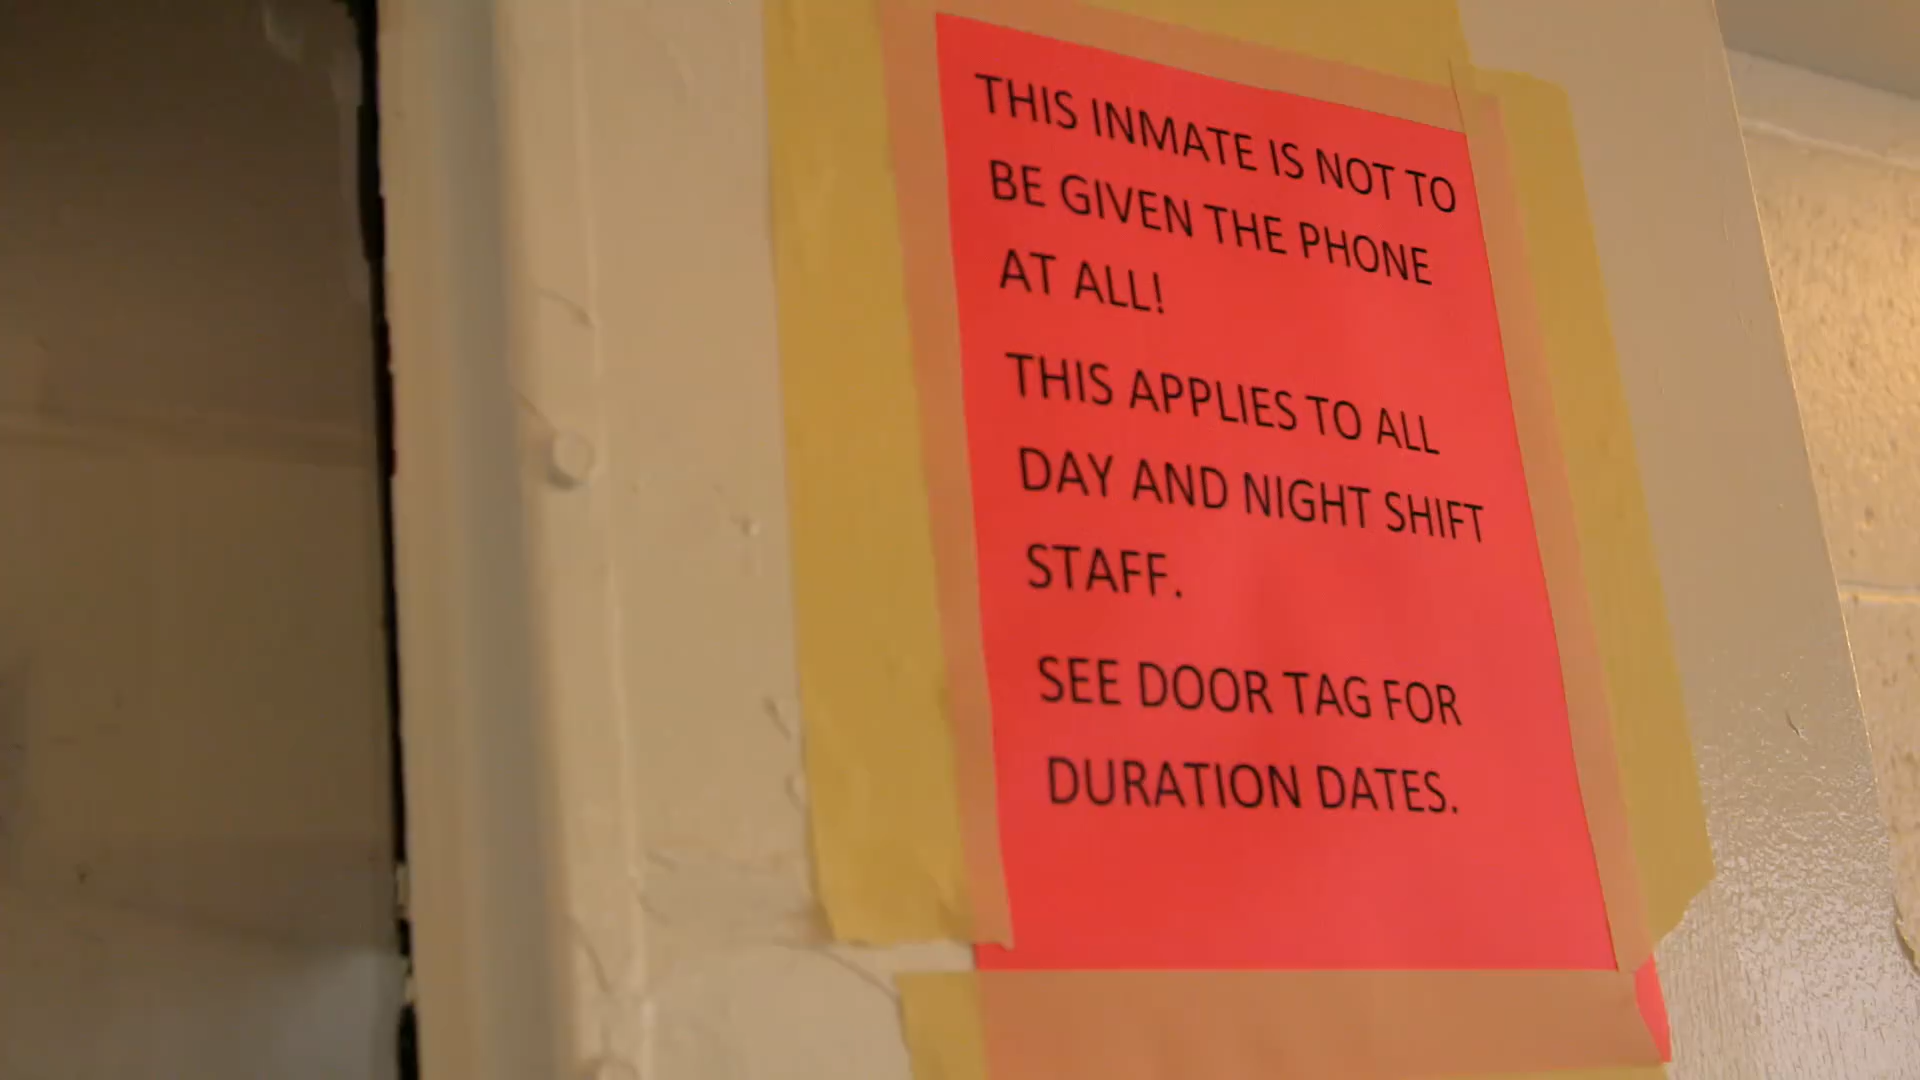 THIS INMATE IS NOT TO
BE GIVEN THE PHONE
AT ALL!
THIS APPLIES TO ALL
DAY AND NIGHT SHIFT
STAFF.
SEE DOOR TAG FOR
DURATION DATES.